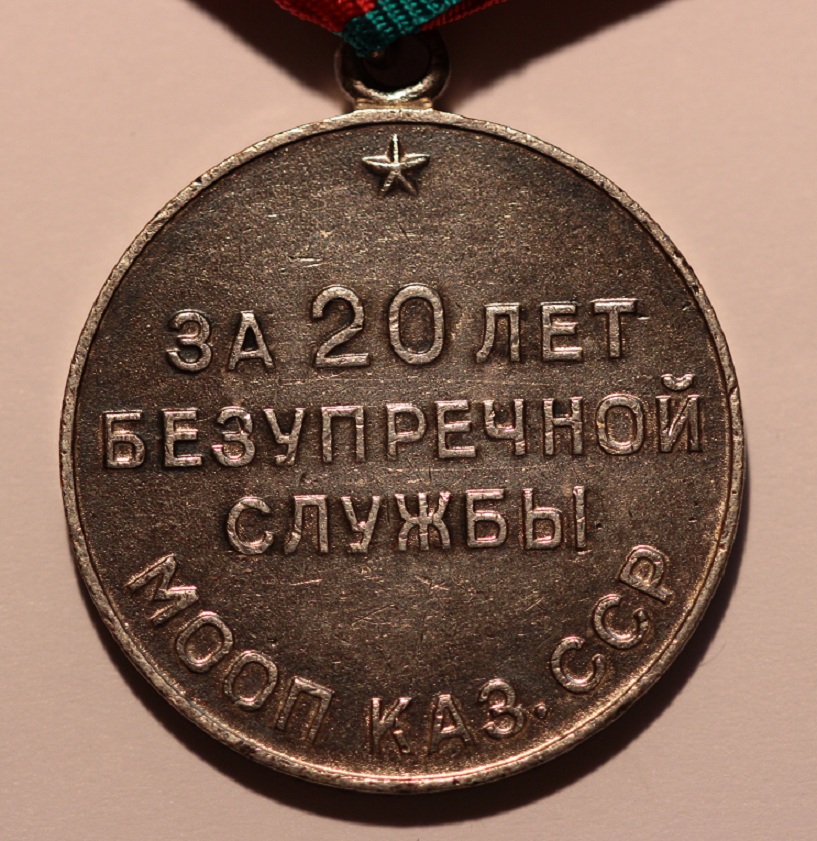 ЗА 20 ЛЕТ
БЕЗУПРЕЧНОЙ
СЛУЖБЫ
МООП КАЗ. ССР